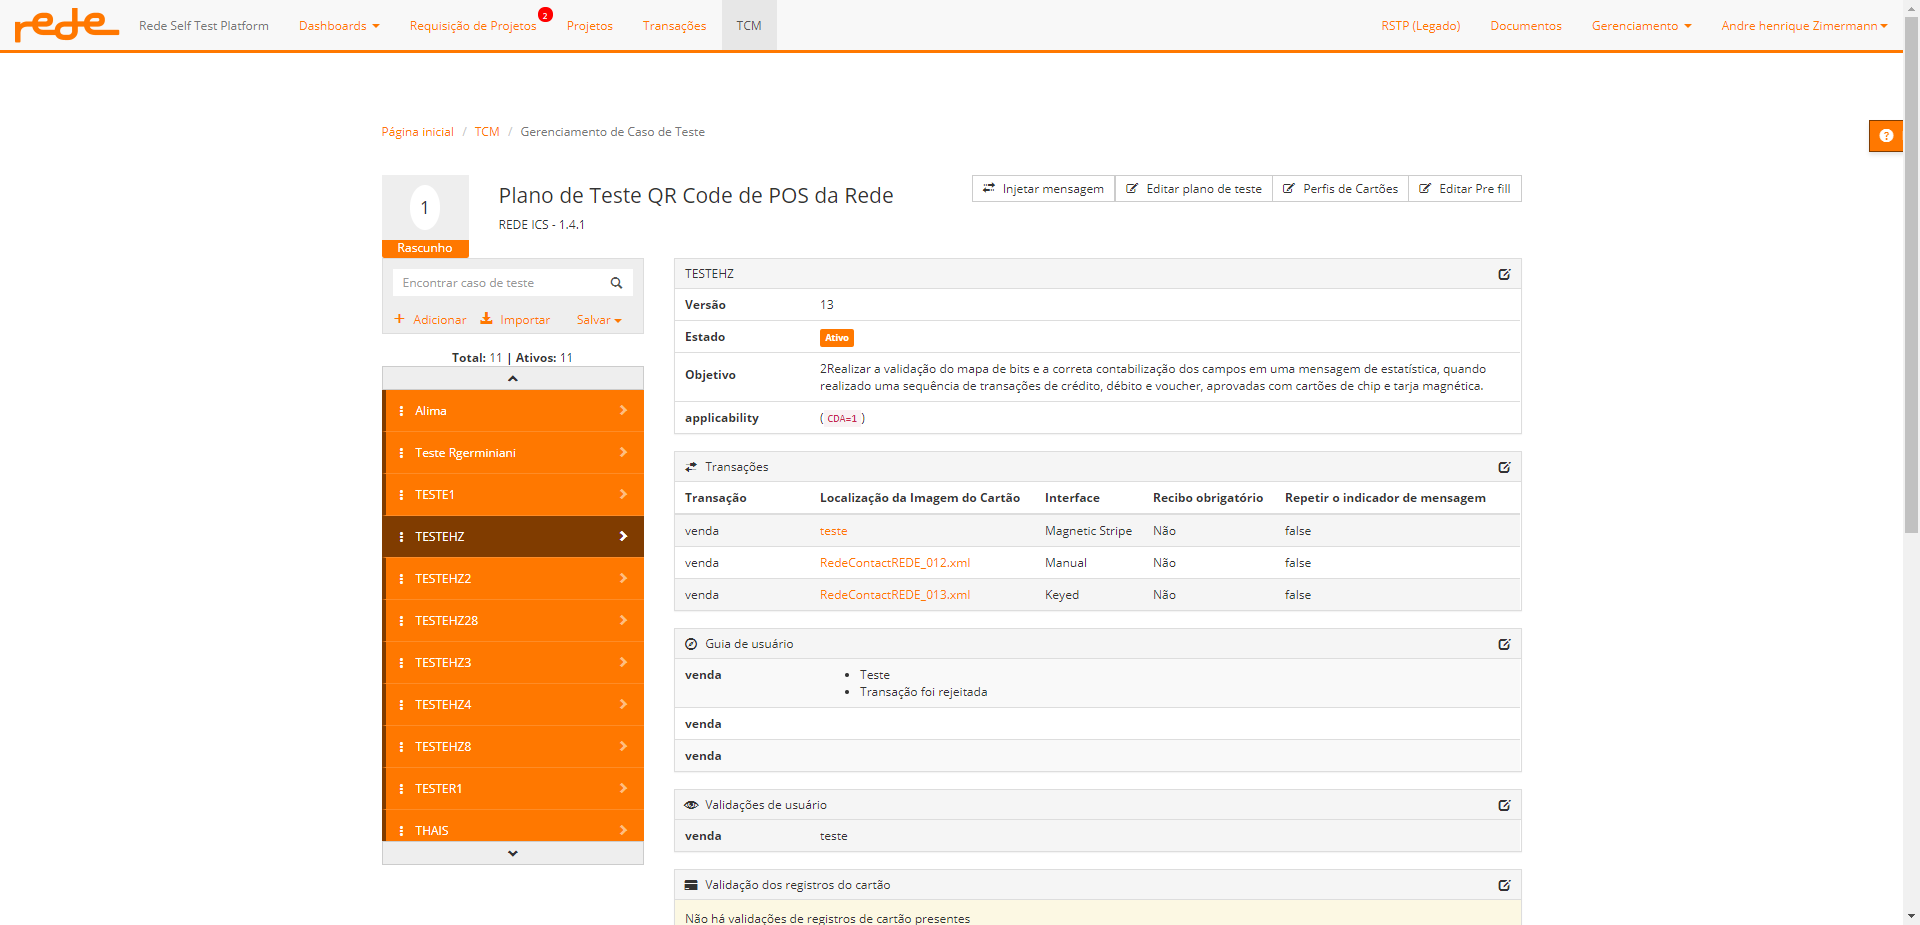 rede Rede Self Test Platform Dashboards Requisição de Projetos 2 Projetos Transações TCM RSTP (Legado) Documentos Gerenciamento Andre henrique Zimermann
Página inicial / TCM / Gerenciamento de Caso de Teste
1
Rascunho
Plano de Teste QR Code de POS da Rede
REDE ICS - 1.4.1
Injetar mensagem Editar plano de teste Perfis de Cartões Editar Pre fill
Encontrar caso de teste
Adicionar Importar Salvar
Total: 11 | Ativos: 11
Alima
Teste Rgerminiani
TESTE1
TESTEHZ
TESTEHZ2
TESTEHZ28
TESTEHZ3
TESTEHZ4
TESTEHZ8
TESTER1
THAIS
TESTEHZ
Versão 13
Estado Ativo
Objetivo 2Realizar a validação do mapa de bits e a correta contabilização dos campos em uma mensagem de estatística, quando
realizado uma sequência de transações de crédito, débito e voucher, aprovadas com cartões de chip e tarja magnética.
applicability ( CDA=1 )
Transações
Transação Localização da Imagem do Cartão Interface Recibo obrigatório Repetir o indicador de mensagem
venda teste Magnetic Stripe Não false
venda RedeContactREDE_012.xml Manual Não false
venda RedeContactREDE_013.xml Keyed Não false
Guia de usuário
venda • Teste
• Transação foi rejeitada
venda
venda
Validações de usuário
venda teste
Validação dos registros do cartão
Não há validações de registros de cartão presentes